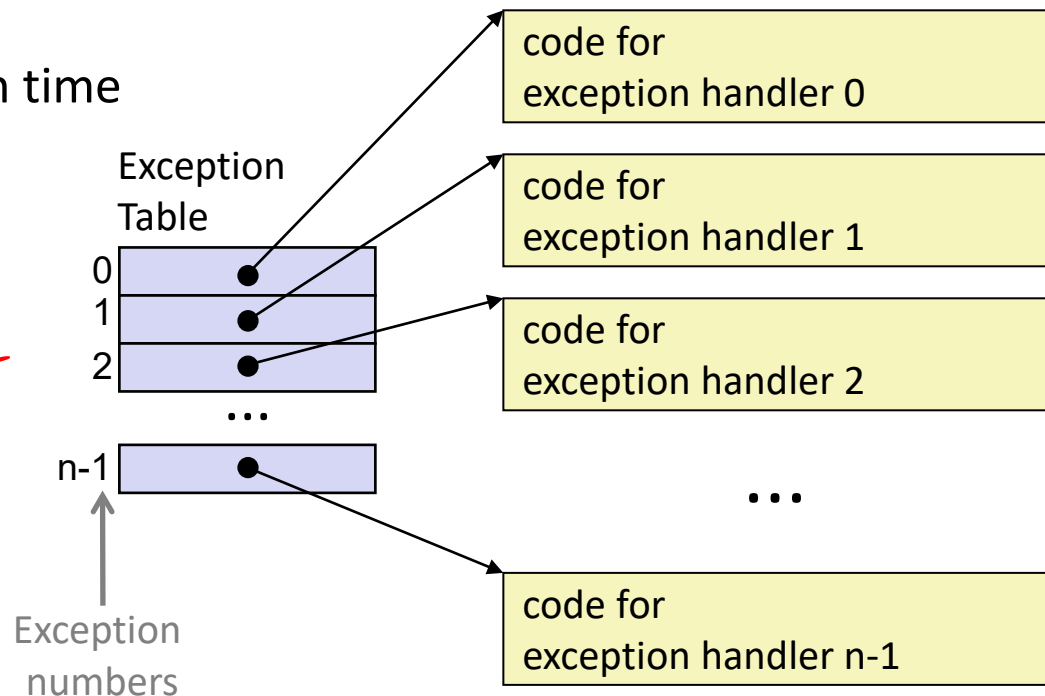 n time
Exception
Table
0
1
2
...
n-1
Exception
numbers
code for
exception handler 0
code for
exception handler 1
code for
exception handler 2
...
code for
exception handler n-1